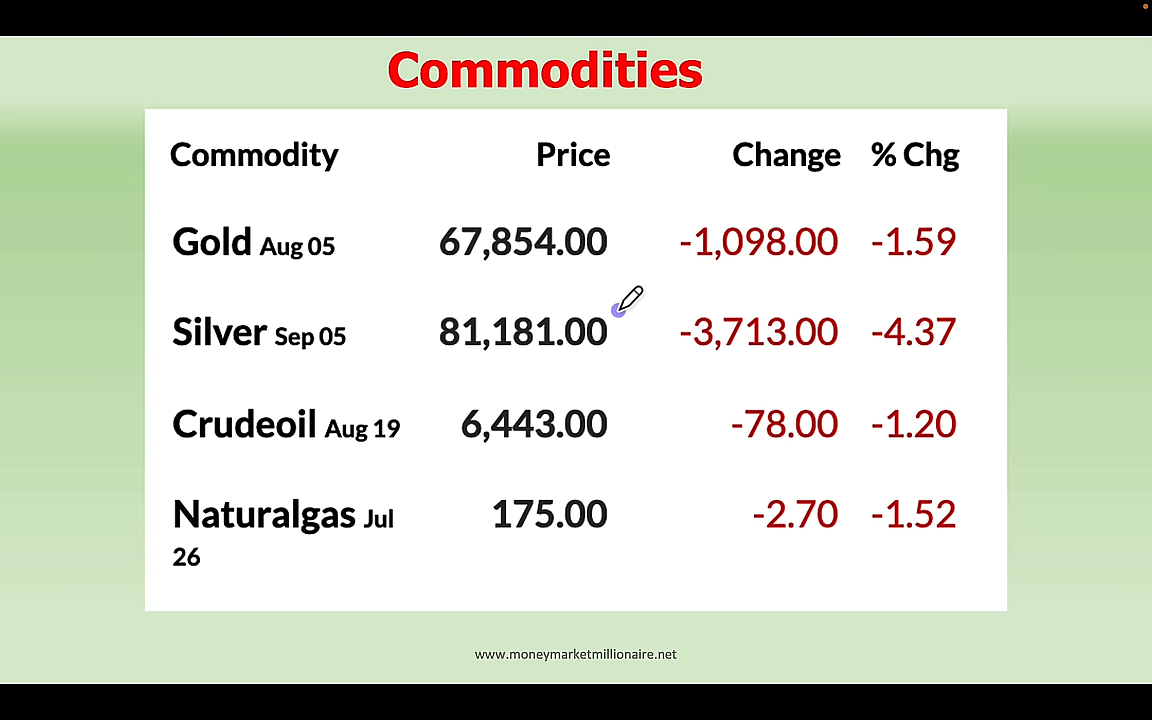 Commodities
Commodity Price Change % Chg
Gold Aug 05 67,854.00 -1,098.00 -1.59
Silver Sep 05 81,181.00 -3,713.00 -4.37
Crudeoil Aug 19 6,443.00 -78.00 -1.20
Naturalgas Jul 175.00 -2.70 -1.52
26
www.moneymarketmillionaire.net